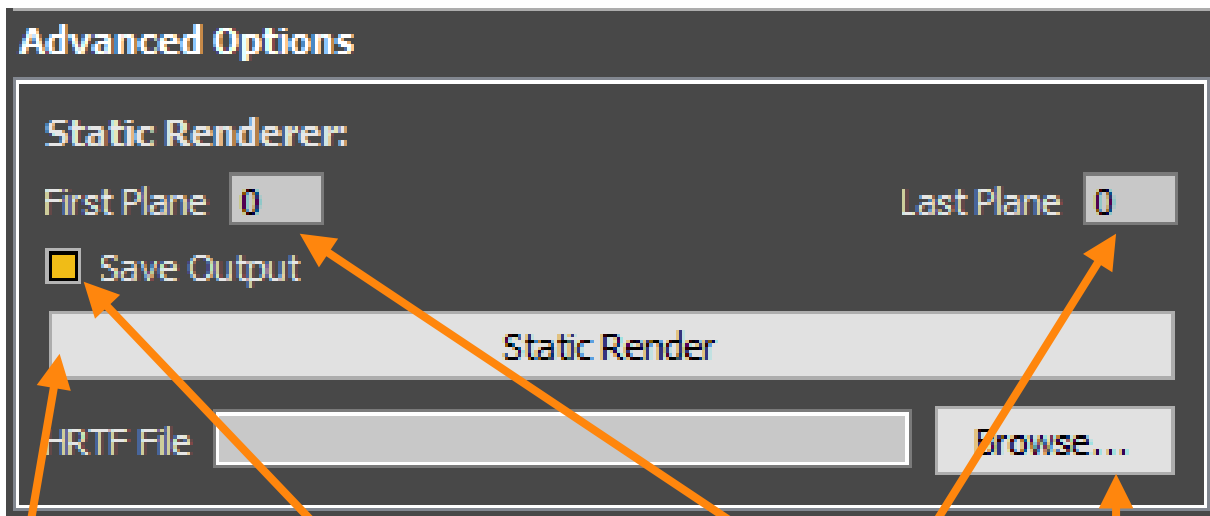 Advanced Options
Static Renderer:
First Plane 0 Last Plane 0
Save Output
Static Render
HRTF File Browse...